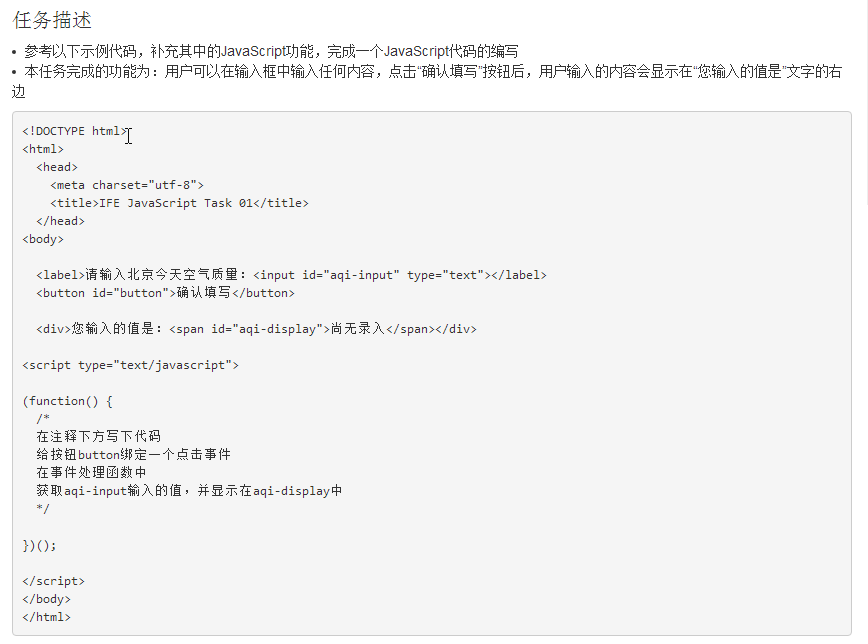 任务描述
• 参考以下示例代码，补充其中的JavaScript功能，完成一个JavaScript代码的编写
• 本任务完成的功能为：用户可以在输入框中输入任何内容，点击“确认填写”按钮后，用户输入的内容会显示在“您输入的值是”文字的右
边
<!DOCTYPE html>
<html>
  <head>
    <meta charset="utf-8">
    <title>IFE JavaScript Task 01</title>
  </head>
<body>

  <label>请输入北京今天空气质量：<input id="aqi-input" type="text"></label>
  <button id="button">确认填写</button>

  <div>您输入的值是：<span id="aqi-display">尚无录入</span></div>

<script type="text/javascript">

(function() {
  /*
  在注释下方写下代码
  给按钮button绑定一个点击事件
  在事件处理函数中
  获取aqi-input输入的值，并显示在aqi-display中
  */

})();

</script>
</body>
</html>